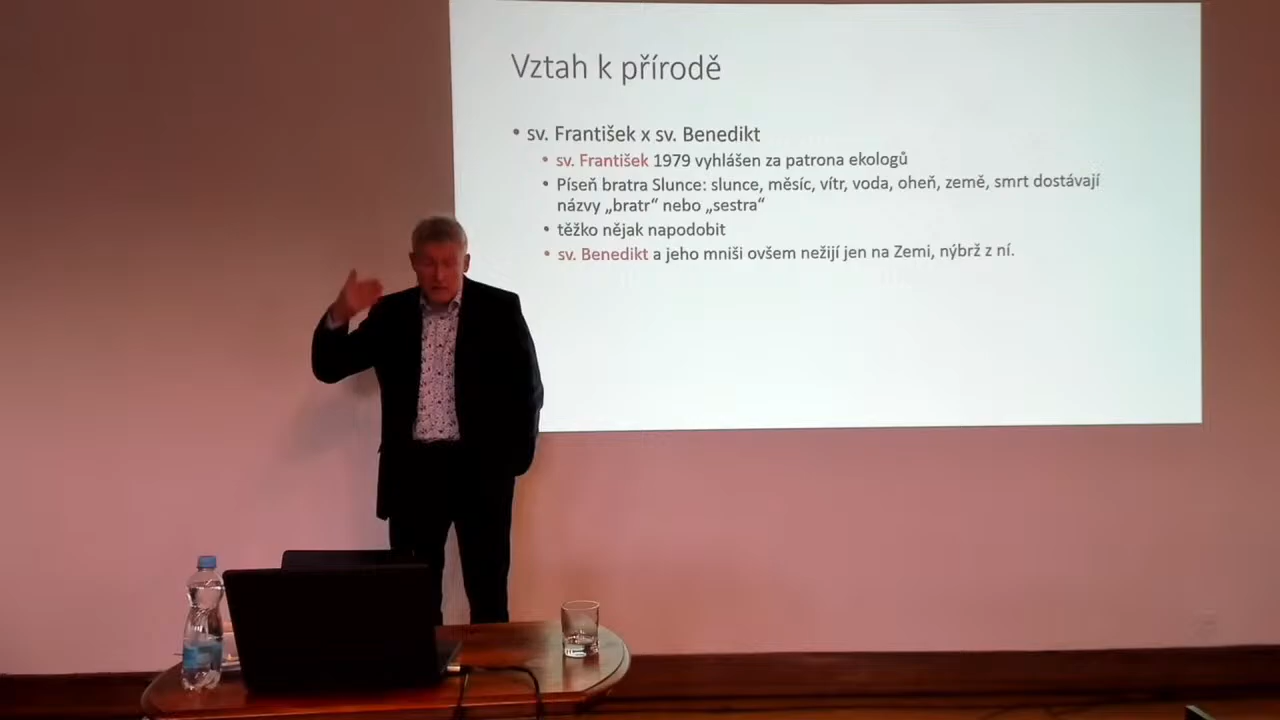 Vztah k přírodě
• sv. František x sv. Benedikt
• sv. František 1979 vyhlášen za patrona ekologů
• Píseň bratra Slunce: slunce, měsíc, vítr, voda, oheň, země, smrt dostávají
názvy „bratr“ nebo „sestra“
• těžko nějak napodobit
• sv. Benedikt a jeho mniši ovšem nežijí jen na Zemi, nýbrž z ní.